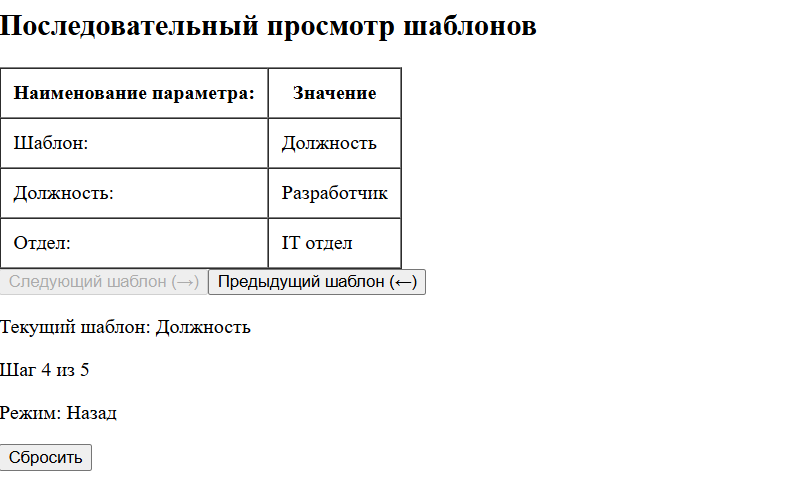 Последовательный просмотр шаблонов
Наименование параметра: Значение
Шаблон: Должность
Должность: Разработчик
Отдел: IT отдел
Следующий шаблон (→) Предыдущий шаблон (←)
Текущий шаблон: Должность
Шаг 4 из 5
Режим: Назад
Сбросить